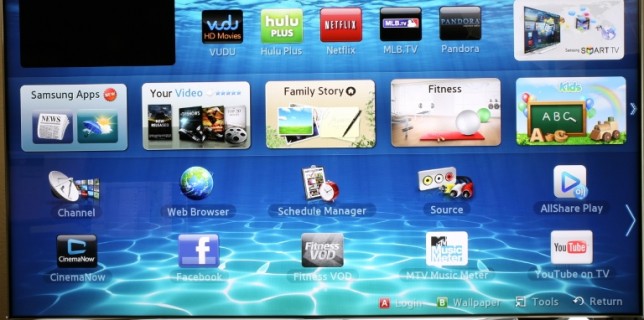 VUDU
HD Movies
hulu
PLUS
NETFLIX
MLB.TV
PANDORA
VUDU
Hulu Plus
Netflix
MLB.TV
Pandora
Samsung SMART TV
Samsung Apps
Your Video
Family Story
Fitness
Kids
NEWS
ABC
A B C
Channel
Web Browser
Schedule Manager
Source
AllShare Play
CinemaNow
f
Fitness
VOD
MTV
MUSIC
METER
YouTube
CinemaNow
Facebook
Fitness VOD
MTV Music Meter
YouTube on TV
A Login
B Wallpaper
Tools
Return